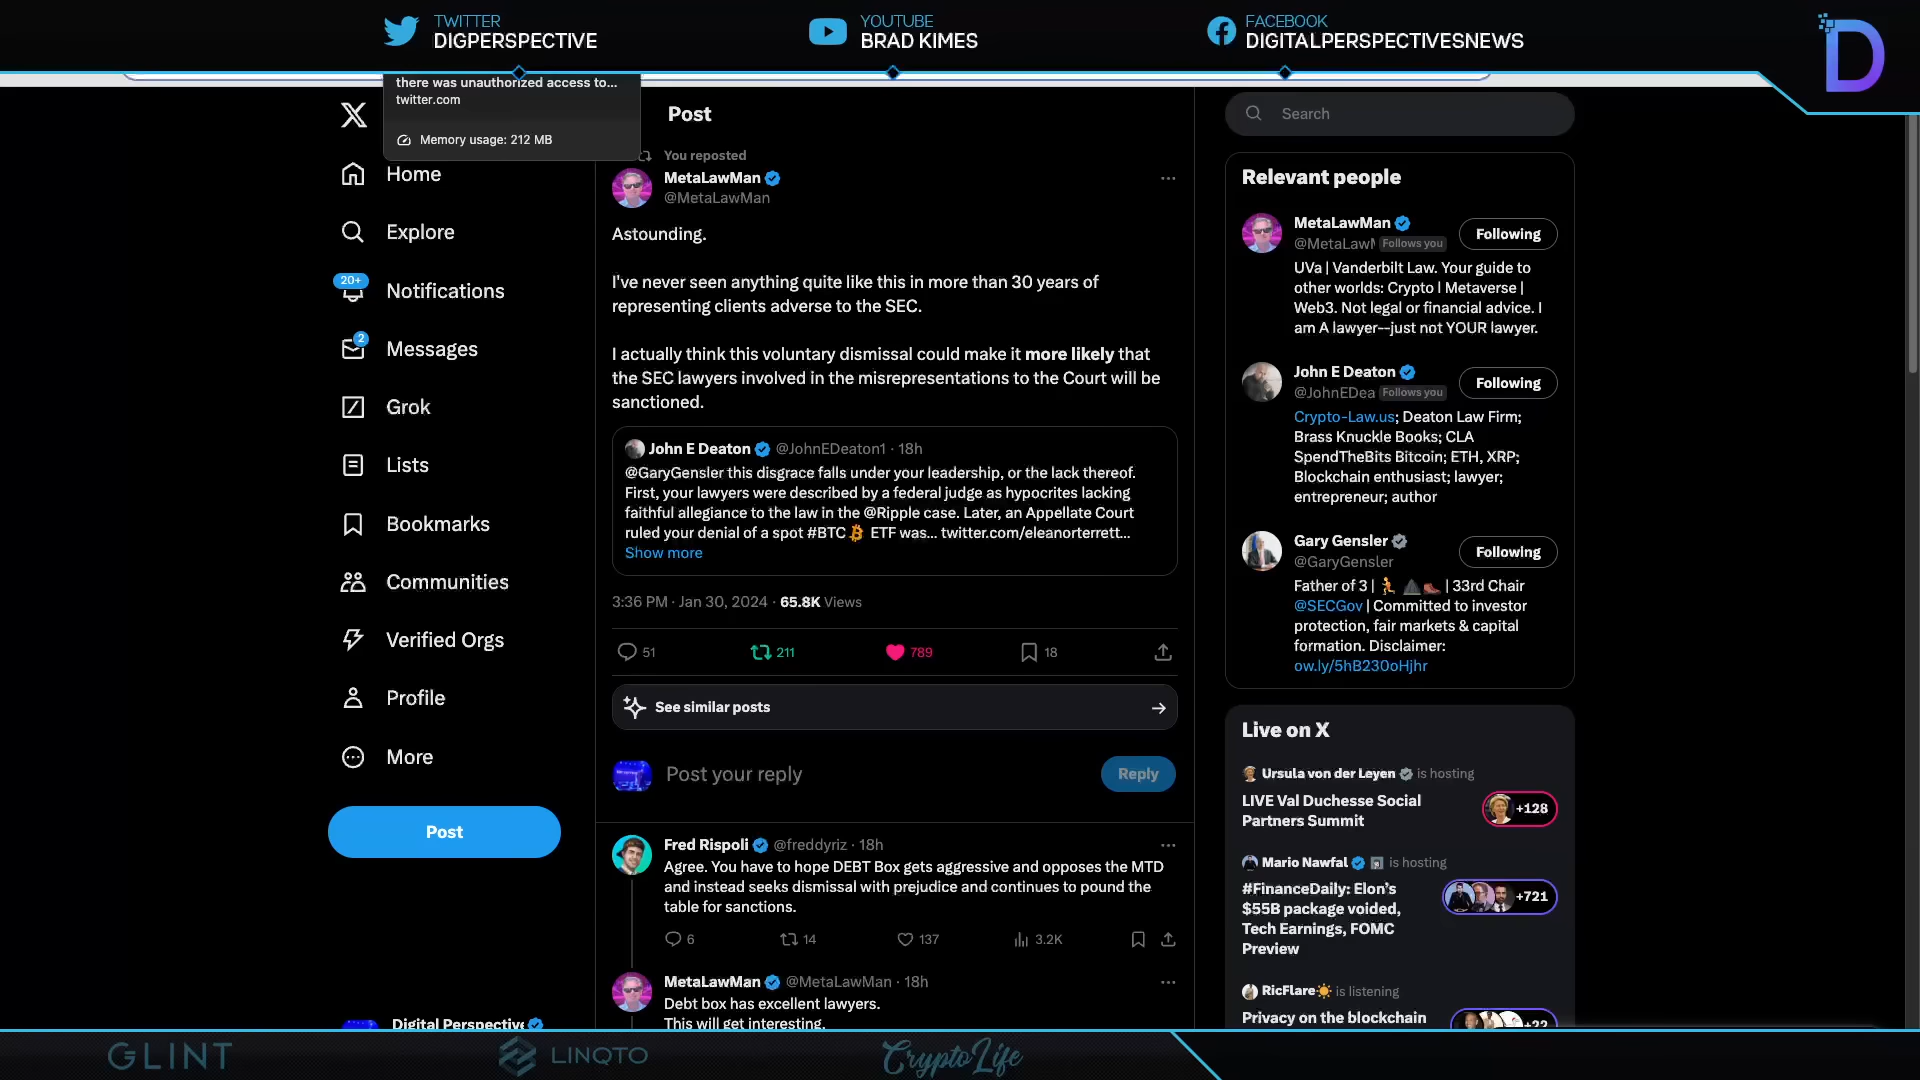 TWITTER
DIGPERSPECTIVE
YOUTUBE
BRAD KIMES
FACEBOOK
DIGITALPERSPECTIVESNEWS
D
there was unauthorized access to...
twitter.com
Memory usage: 212 MB
Home
Explore
20+
Notifications
2
Messages
Grok
Lists
Bookmarks
Communities
Verified Orgs
Profile
More
Post
Digital Perspective
Post
You reposted
MetaLawMan
@MetaLawMan
Astounding.
I've never seen anything quite like this in more than 30 years of
representing clients adverse to the SEC.
I actually think this voluntary dismissal could make it more likely that
the SEC lawyers involved in the misrepresentations to the Court will be
sanctioned.
John E Deaton @JohnEDeaton1 · 18h
@GaryGensler this disgrace falls under your leadership, or the lack thereof.
First, your lawyers were described by a federal judge as hypocrites lacking
faithful allegiance to the law in the @Ripple case. Later, an Appellate Court
ruled your denial of a spot #BTC ETF was... twitter.com/eleanorterrett...
Show more
3:36 PM · Jan 30, 2024 · 65.8K Views
51 211 789 18
See similar posts
Post your reply
Reply
Fred Rispoli @freddyriz · 18h
Agree. You have to hope DEBT Box gets aggressive and opposes the MTD
and instead seeks dismissal with prejudice and continues to pound the
table for sanctions.
6 14 137 3.2K
MetaLawMan @MetaLawMan · 18h
Debt box has excellent lawyers.
This will get interesting.
Search
Relevant people
MetaLawMan
@MetaLawM Follows you
Following
UVa | Vanderbilt Law. Your guide to
other worlds: Crypto | Metaverse |
Web3. Not legal or financial advice. I
am A lawyer--just not YOUR lawyer.
John E Deaton
@JohnEDea Follows you
Following
Crypto-Law.us; Deaton Law Firm;
Brass Knuckle Books; CLA
SpendTheBits Bitcoin; ETH, XRP;
Blockchain enthusiast; lawyer;
entrepreneur; author
Gary Gensler
@GaryGensler
Following
Father of 3 | | 33rd Chair
@SECGov | Committed to investor
protection, fair markets & capital
formation. Disclaimer:
ow.ly/5hB230oHjhr
Live on X
Ursula von der Leyen is hosting
LIVE Val Duchesse Social
Partners Summit
+128
Mario Nawfal is hosting
#FinanceDaily: Elon's
$55B package voided,
Tech Earnings, FOMC
Preview
+721
RicFlare is listening
Privacy on the blockchain
+22
GLINT
LINQTO
CryptoLife